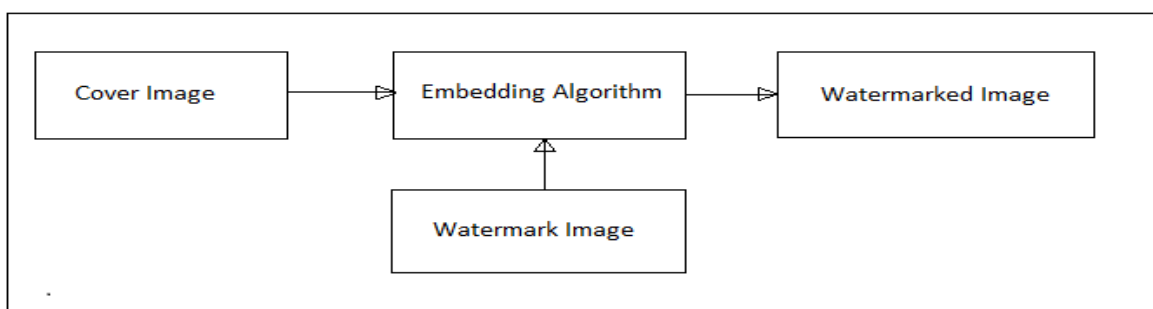 Cover Image
Embedding Algorithm
Watermarked Image
Watermark Image